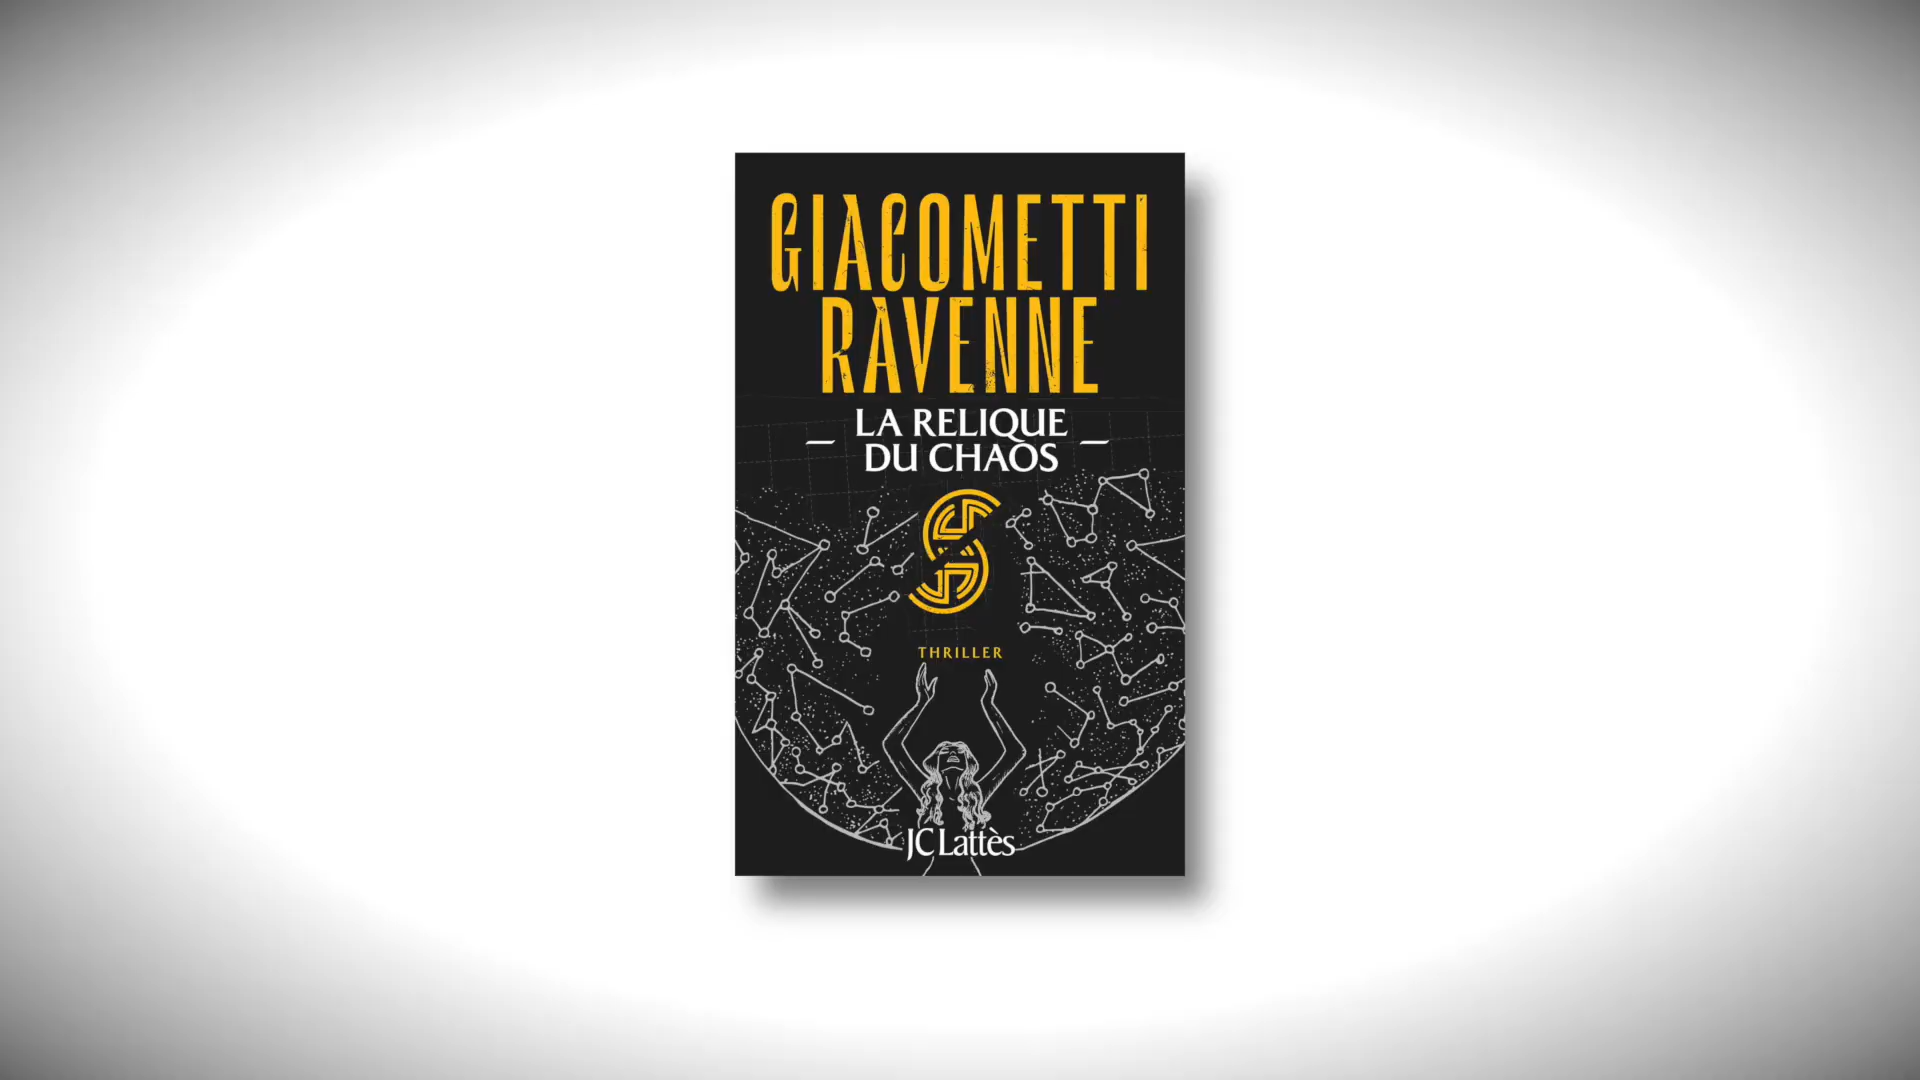 GIACOMETTI
RAVENNE
LA RELIQUE
DU CHAOS
THRILLER
JC Lattès